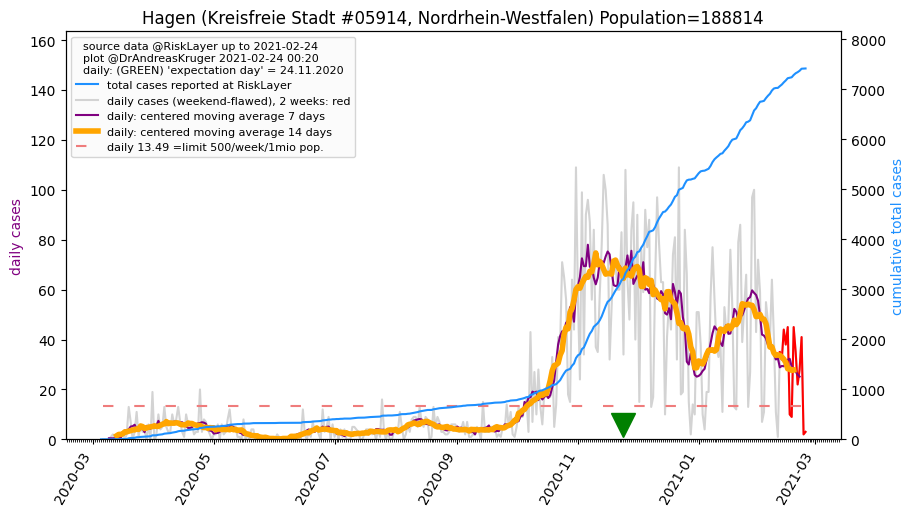 Hagen (Kreisfreie Stadt #05914, Nordrhein-Westfalen) Population=188814
source data @RiskLayer up to 2021-02-24
plot @DrAndreasKruger 2021-02-24 00:20
daily: (GREEN) 'expectation day' = 24.11.2020
total cases reported at RiskLayer
daily cases (weekend-flawed), 2 weeks: red
daily: centered moving average 7 days
daily: centered moving average 14 days
daily 13.49 =limit 500/week/1mio pop.
daily cases
160
140
120
100
80
60
40
20
0
cumulative total cases
8000
7000
6000
5000
4000
3000
2000
1000
0
2020-03
2020-05
2020-07
2020-09
2020-11
2021-01
2021-03